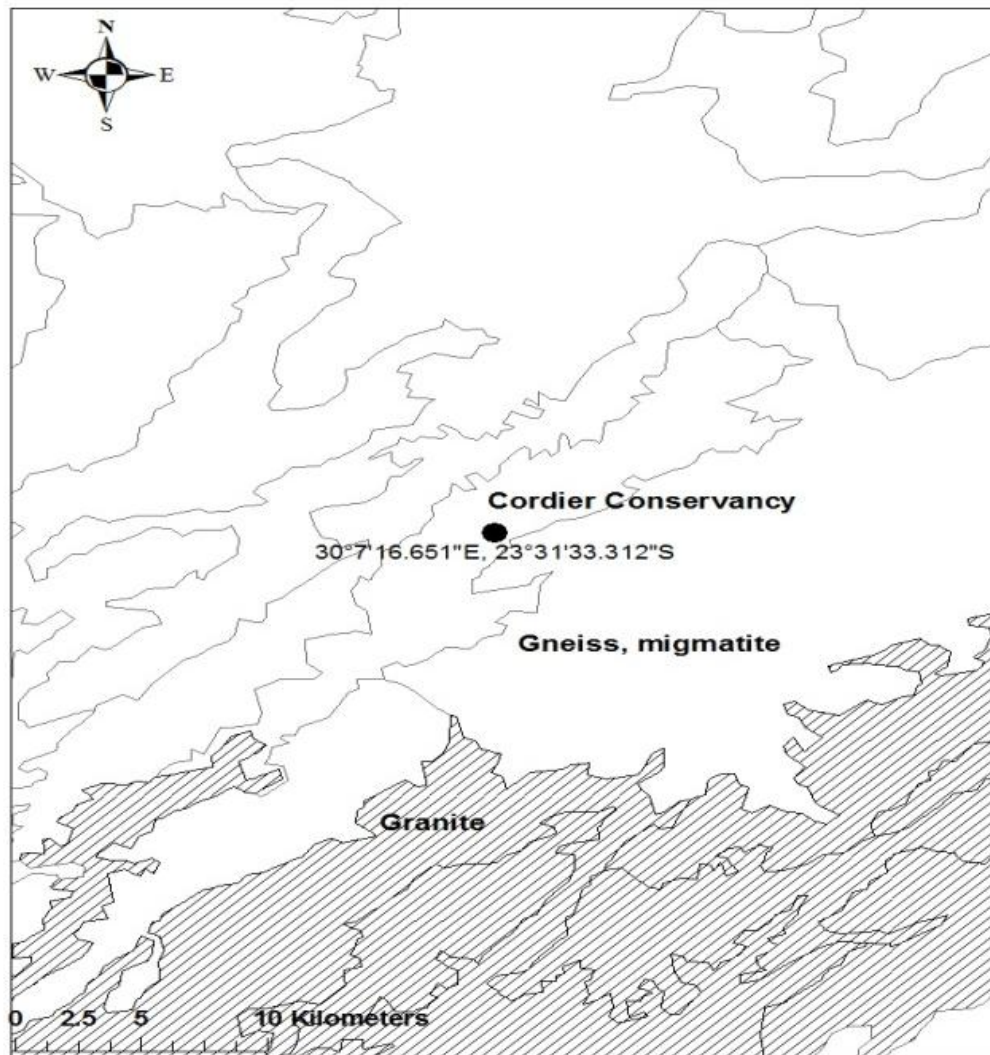 N
W E
S
Cordier Conservancy
30°7'16.651"E, 23°31'33.312"S
Gneiss, migmatite
Granite
0 2.5 5 10 Kilometers